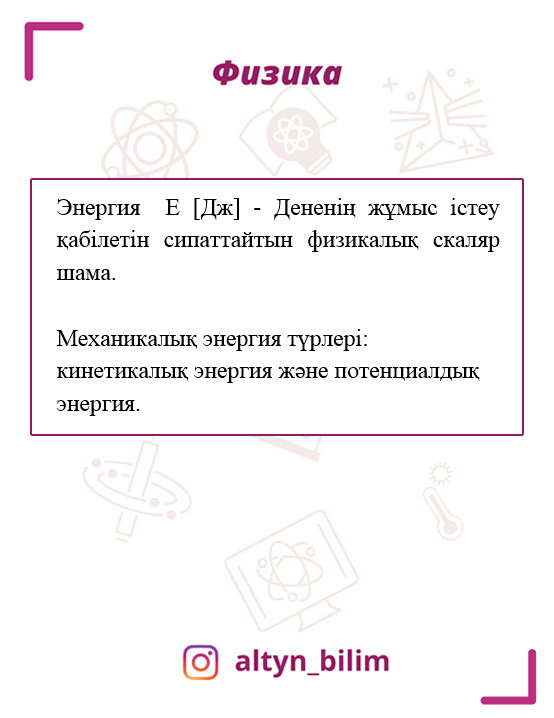 Физика
Энергия E [Дж] - Дененің жұмыс істеу
қабілетін сипаттайтын физикалық скаляр
шама.
Механикалық энергия түрлері:
кинетикалық энергия және потенциалдық
энергия.
altyn_bilim